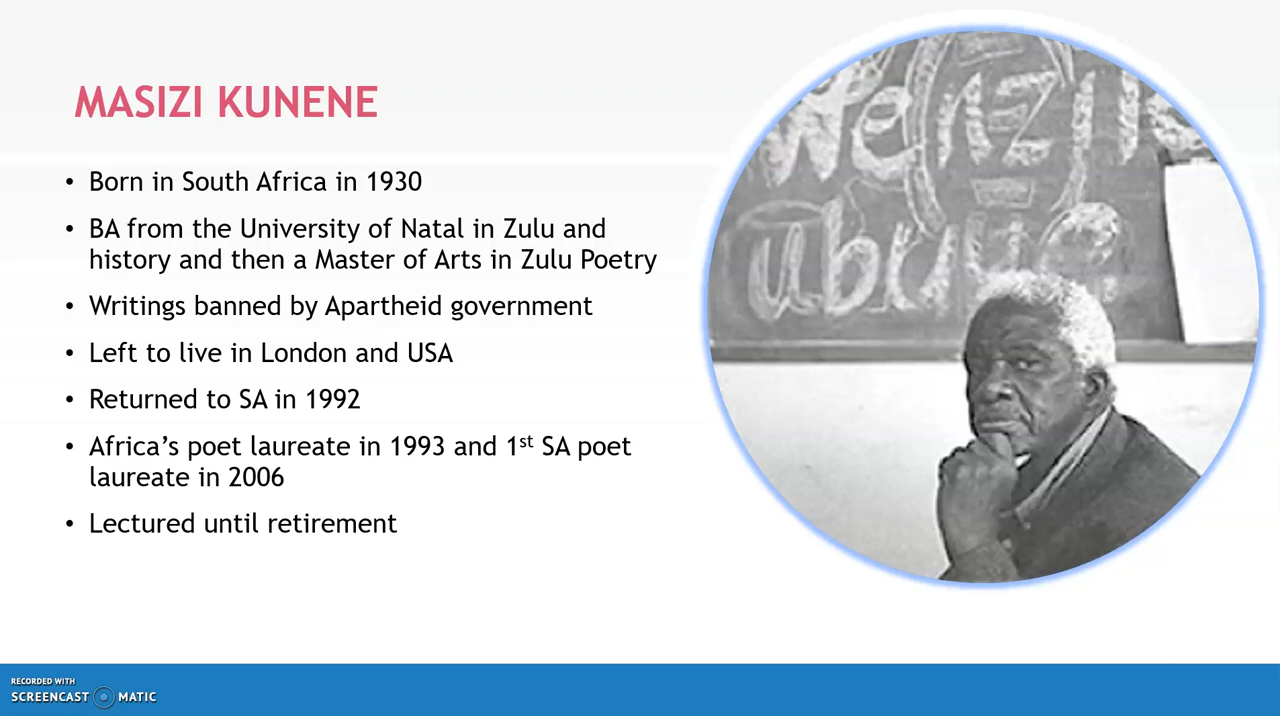 MASIZI KUNENE
• Born in South Africa in 1930
• BA from the University of Natal in Zulu and
history and then a Master of Arts in Zulu Poetry
• Writings banned by Apartheid government
• Left to live in London and USA
• Returned to SA in 1992
• Africa's poet laureate in 1993 and 1st SA poet
laureate in 2006
• Lectured until retirement
RECORDED WITH
SCREENCAST MATIC